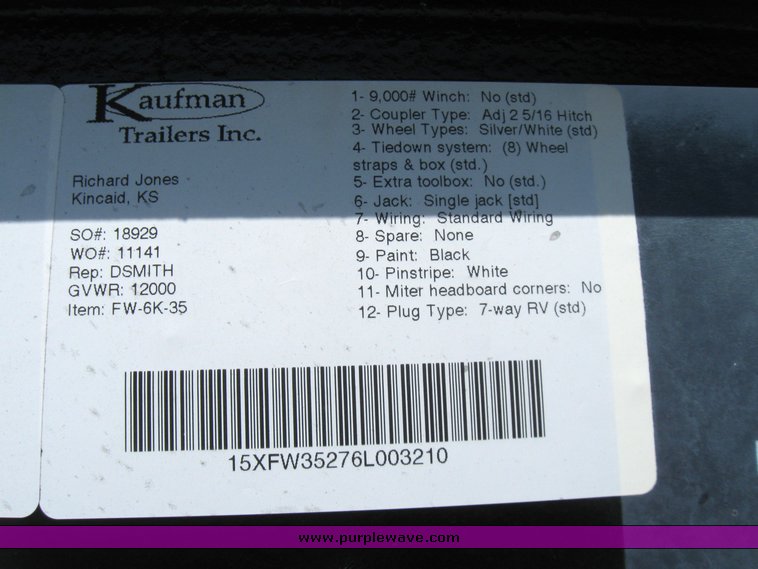 Kaufman
Trailers Inc.
Richard Jones
Kincaid, KS
SO#: 18929
WO#: 11141
Rep: DSMITH
GVWR: 12000
Item: FW-6K-35
1- 9,000# Winch: No (std)
2- Coupler Type: Adj 2 5/16 Hitch
3- Wheel Types: Silver/White (std)
4- Tiedown system: (8) Wheel
straps & box (std.)
5- Extra toolbox: No (std.)
6- Jack: Single jack [std]
7- Wiring: Standard Wiring
8- Spare: None
9- Paint: Black
10- Pinstripe: White
11- Miter headboard corners: No
12- Plug Type: 7-way RV (std)
15XFW35276L003210
www.purplewave.com